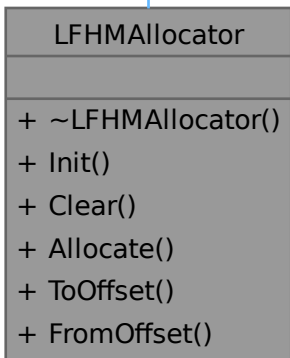 LFHMAllocator
+ ~LFHMAllocator()
+ Init()
+ Clear()
+ Allocate()
+ ToOffset()
+ FromOffset()